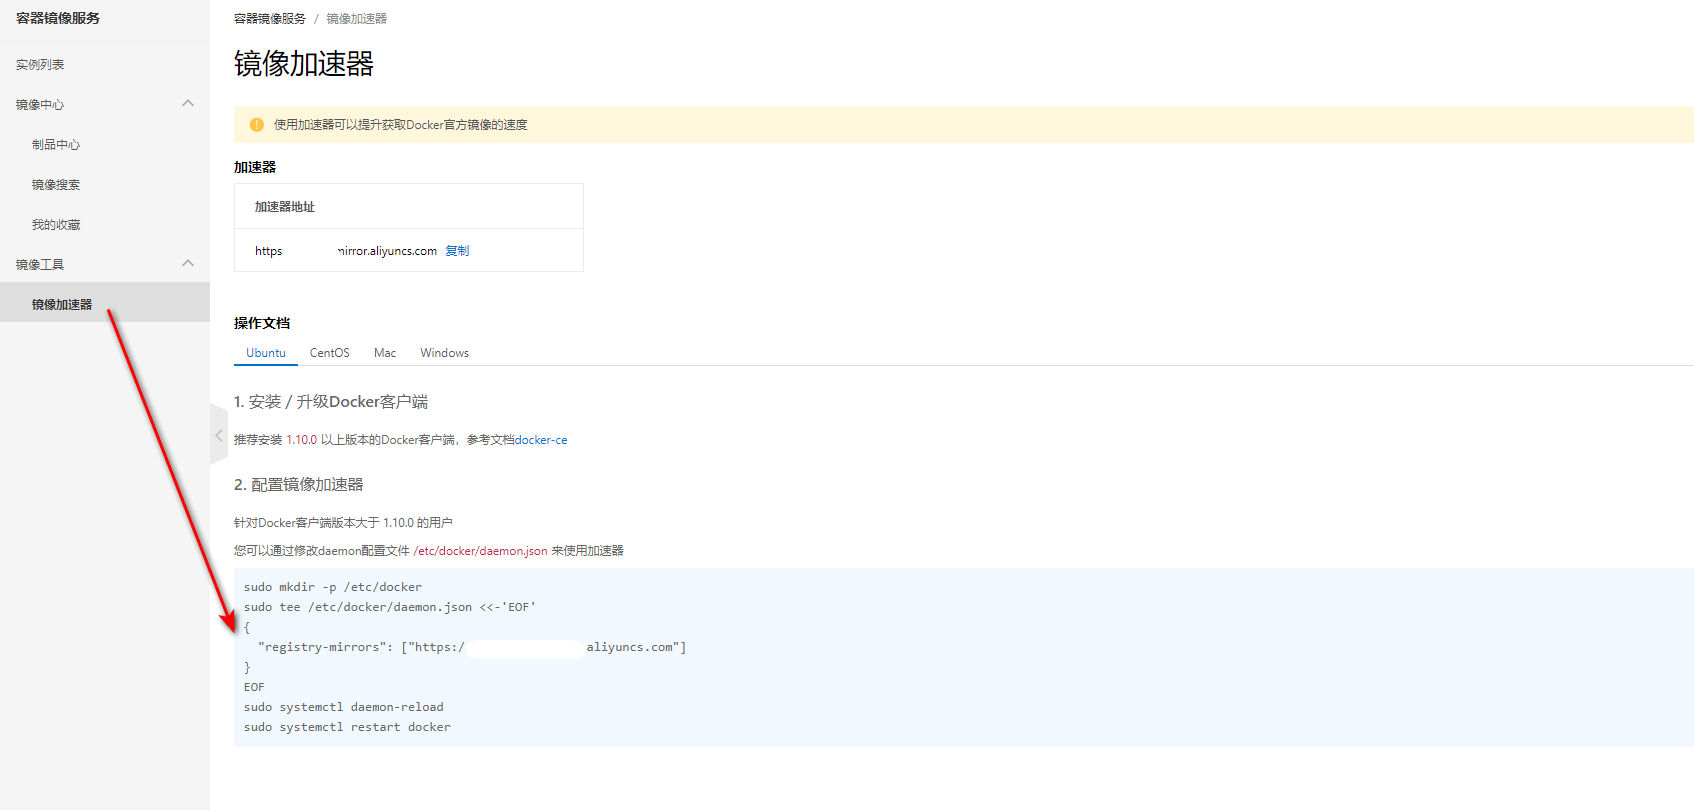 容器镜像服务
实例列表
镜像中心
制品中心
镜像搜索
我的收藏
镜像工具
镜像加速器
容器镜像服务 / 镜像加速器
镜像加速器
使用加速器可以提升获取Docker官方镜像的速度
加速器
加速器地址
https mirror.aliyuncs.com 复制
操作文档
Ubuntu CentOS Mac Windows
1. 安装 / 升级Docker客户端
推荐安装 1.10.0 以上版本的Docker客户端，参考文档docker-ce
2. 配置镜像加速器
针对Docker客户端版本大于 1.10.0 的用户
您可以通过修改daemon配置文件 /etc/docker/daemon.json 来使用加速器
sudo mkdir -p /etc/docker
sudo tee /etc/docker/daemon.json <<-'EOF'
{
"registry-mirrors": ["https:/ aliyuncs.com"]
}
EOF
sudo systemctl daemon-reload
sudo systemctl restart docker